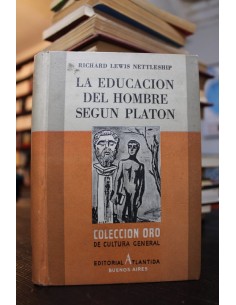 RICHARD LEWIS NETTLESHIP
LA EDUCACION
DEL HOMBRE
SEGUN PLATON
COLECCION ORO
DE CULTURA GENERAL
EDITORIAL ATLANTIDA
BUENOS AIRES